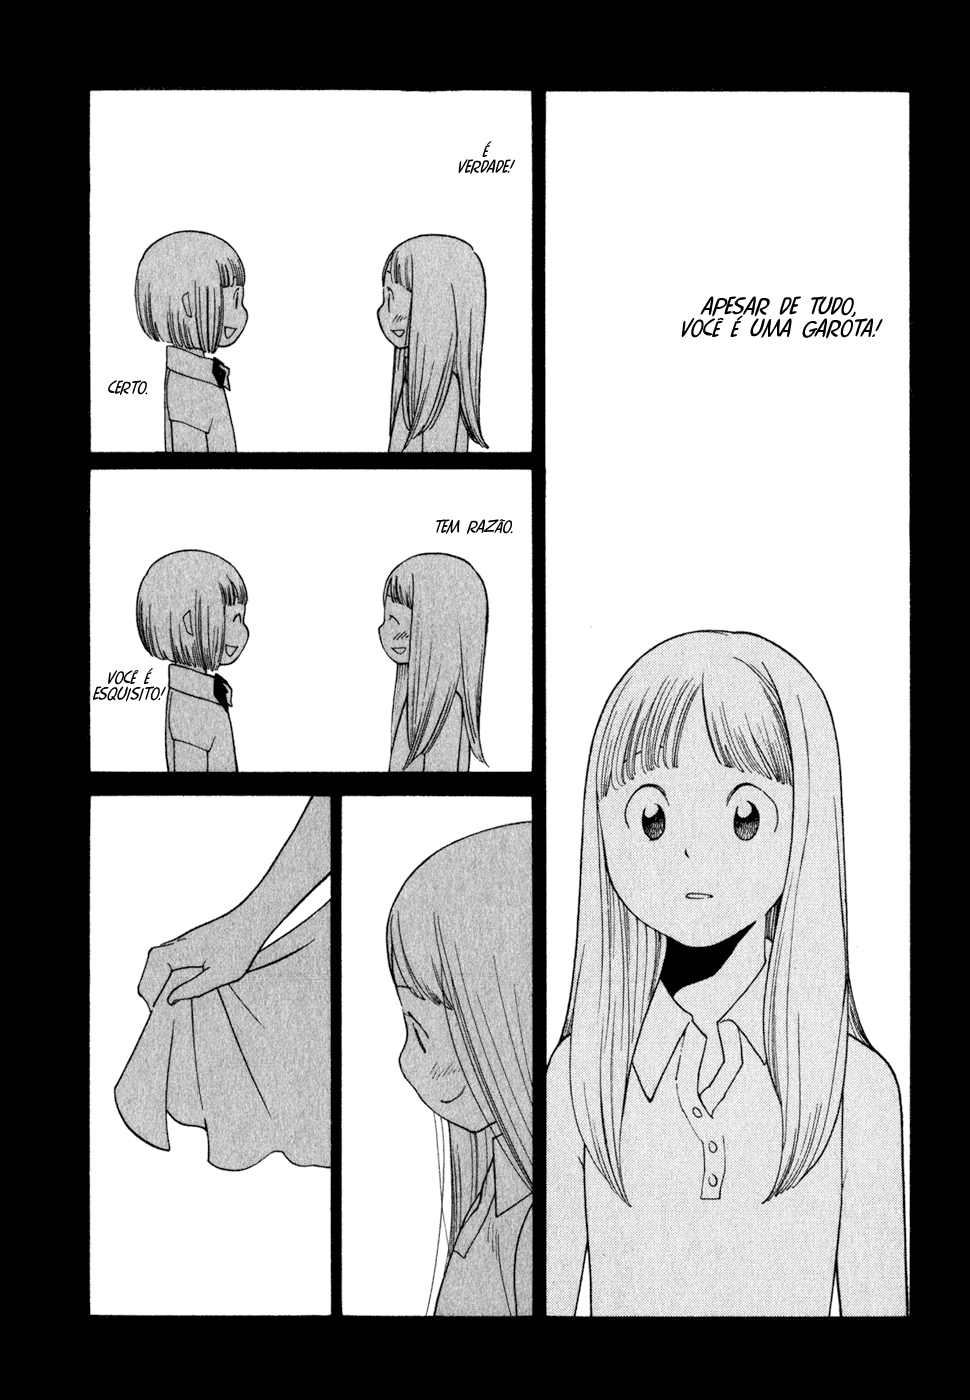 APESAR DE TUDO,
VOCÊ É UMA GAROTA!
É
VERDADE!
CERTO.
TEM RAZÃO.
VOCÊ É
ESQUISITO!